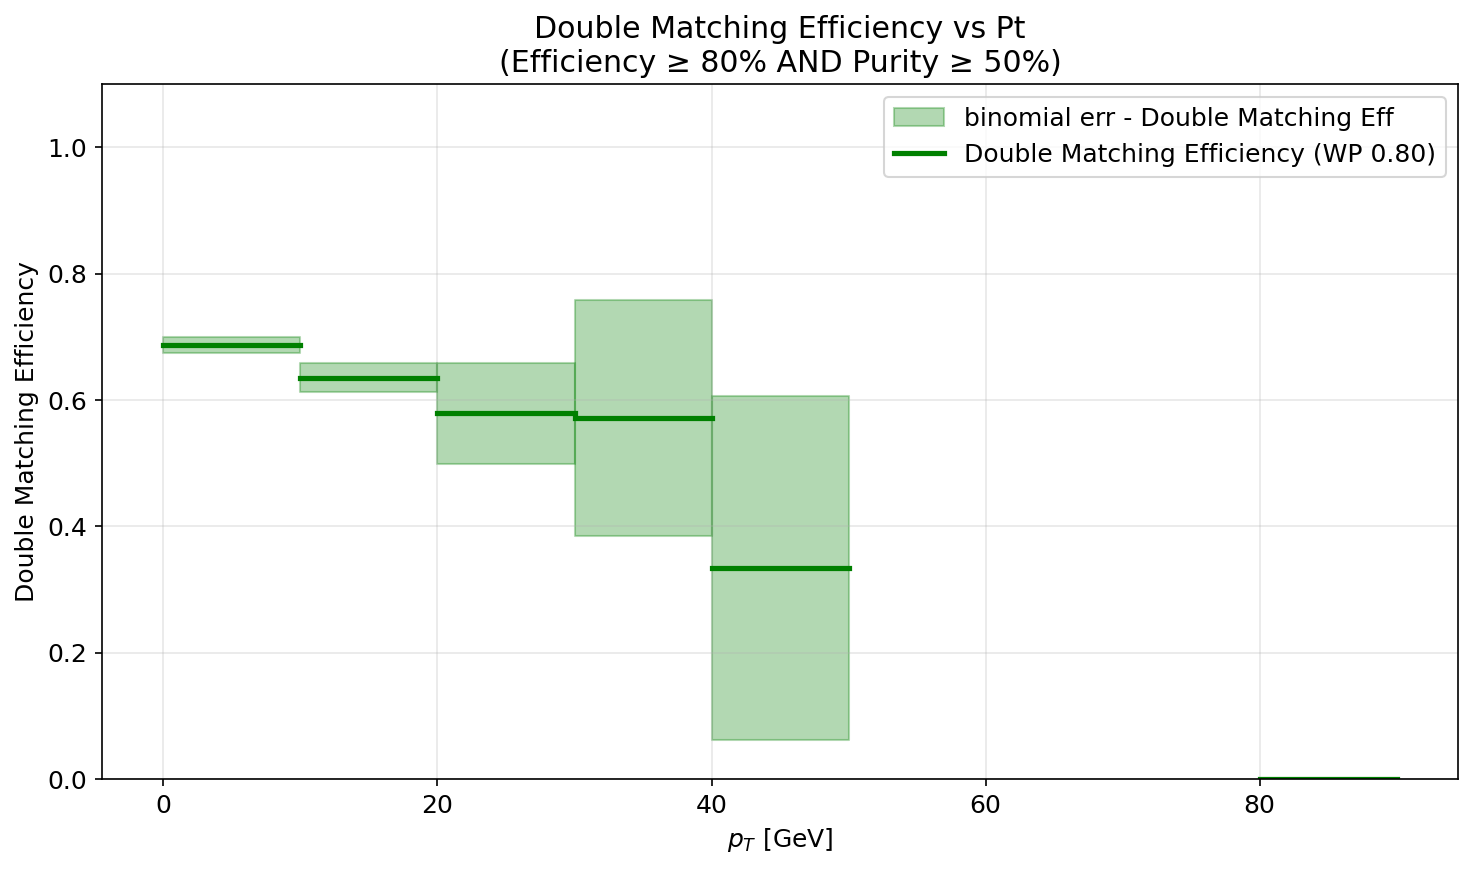 Double Matching Efficiency vs Pt
(Efficiency ≥ 80% AND Purity ≥ 50%)
binomial err - Double Matching Eff
Double Matching Efficiency (WP 0.80)
Double Matching Efficiency
1.0
0.8
0.6
0.4
0.2
0.0
0
20
40
60
80
p_T [GeV]